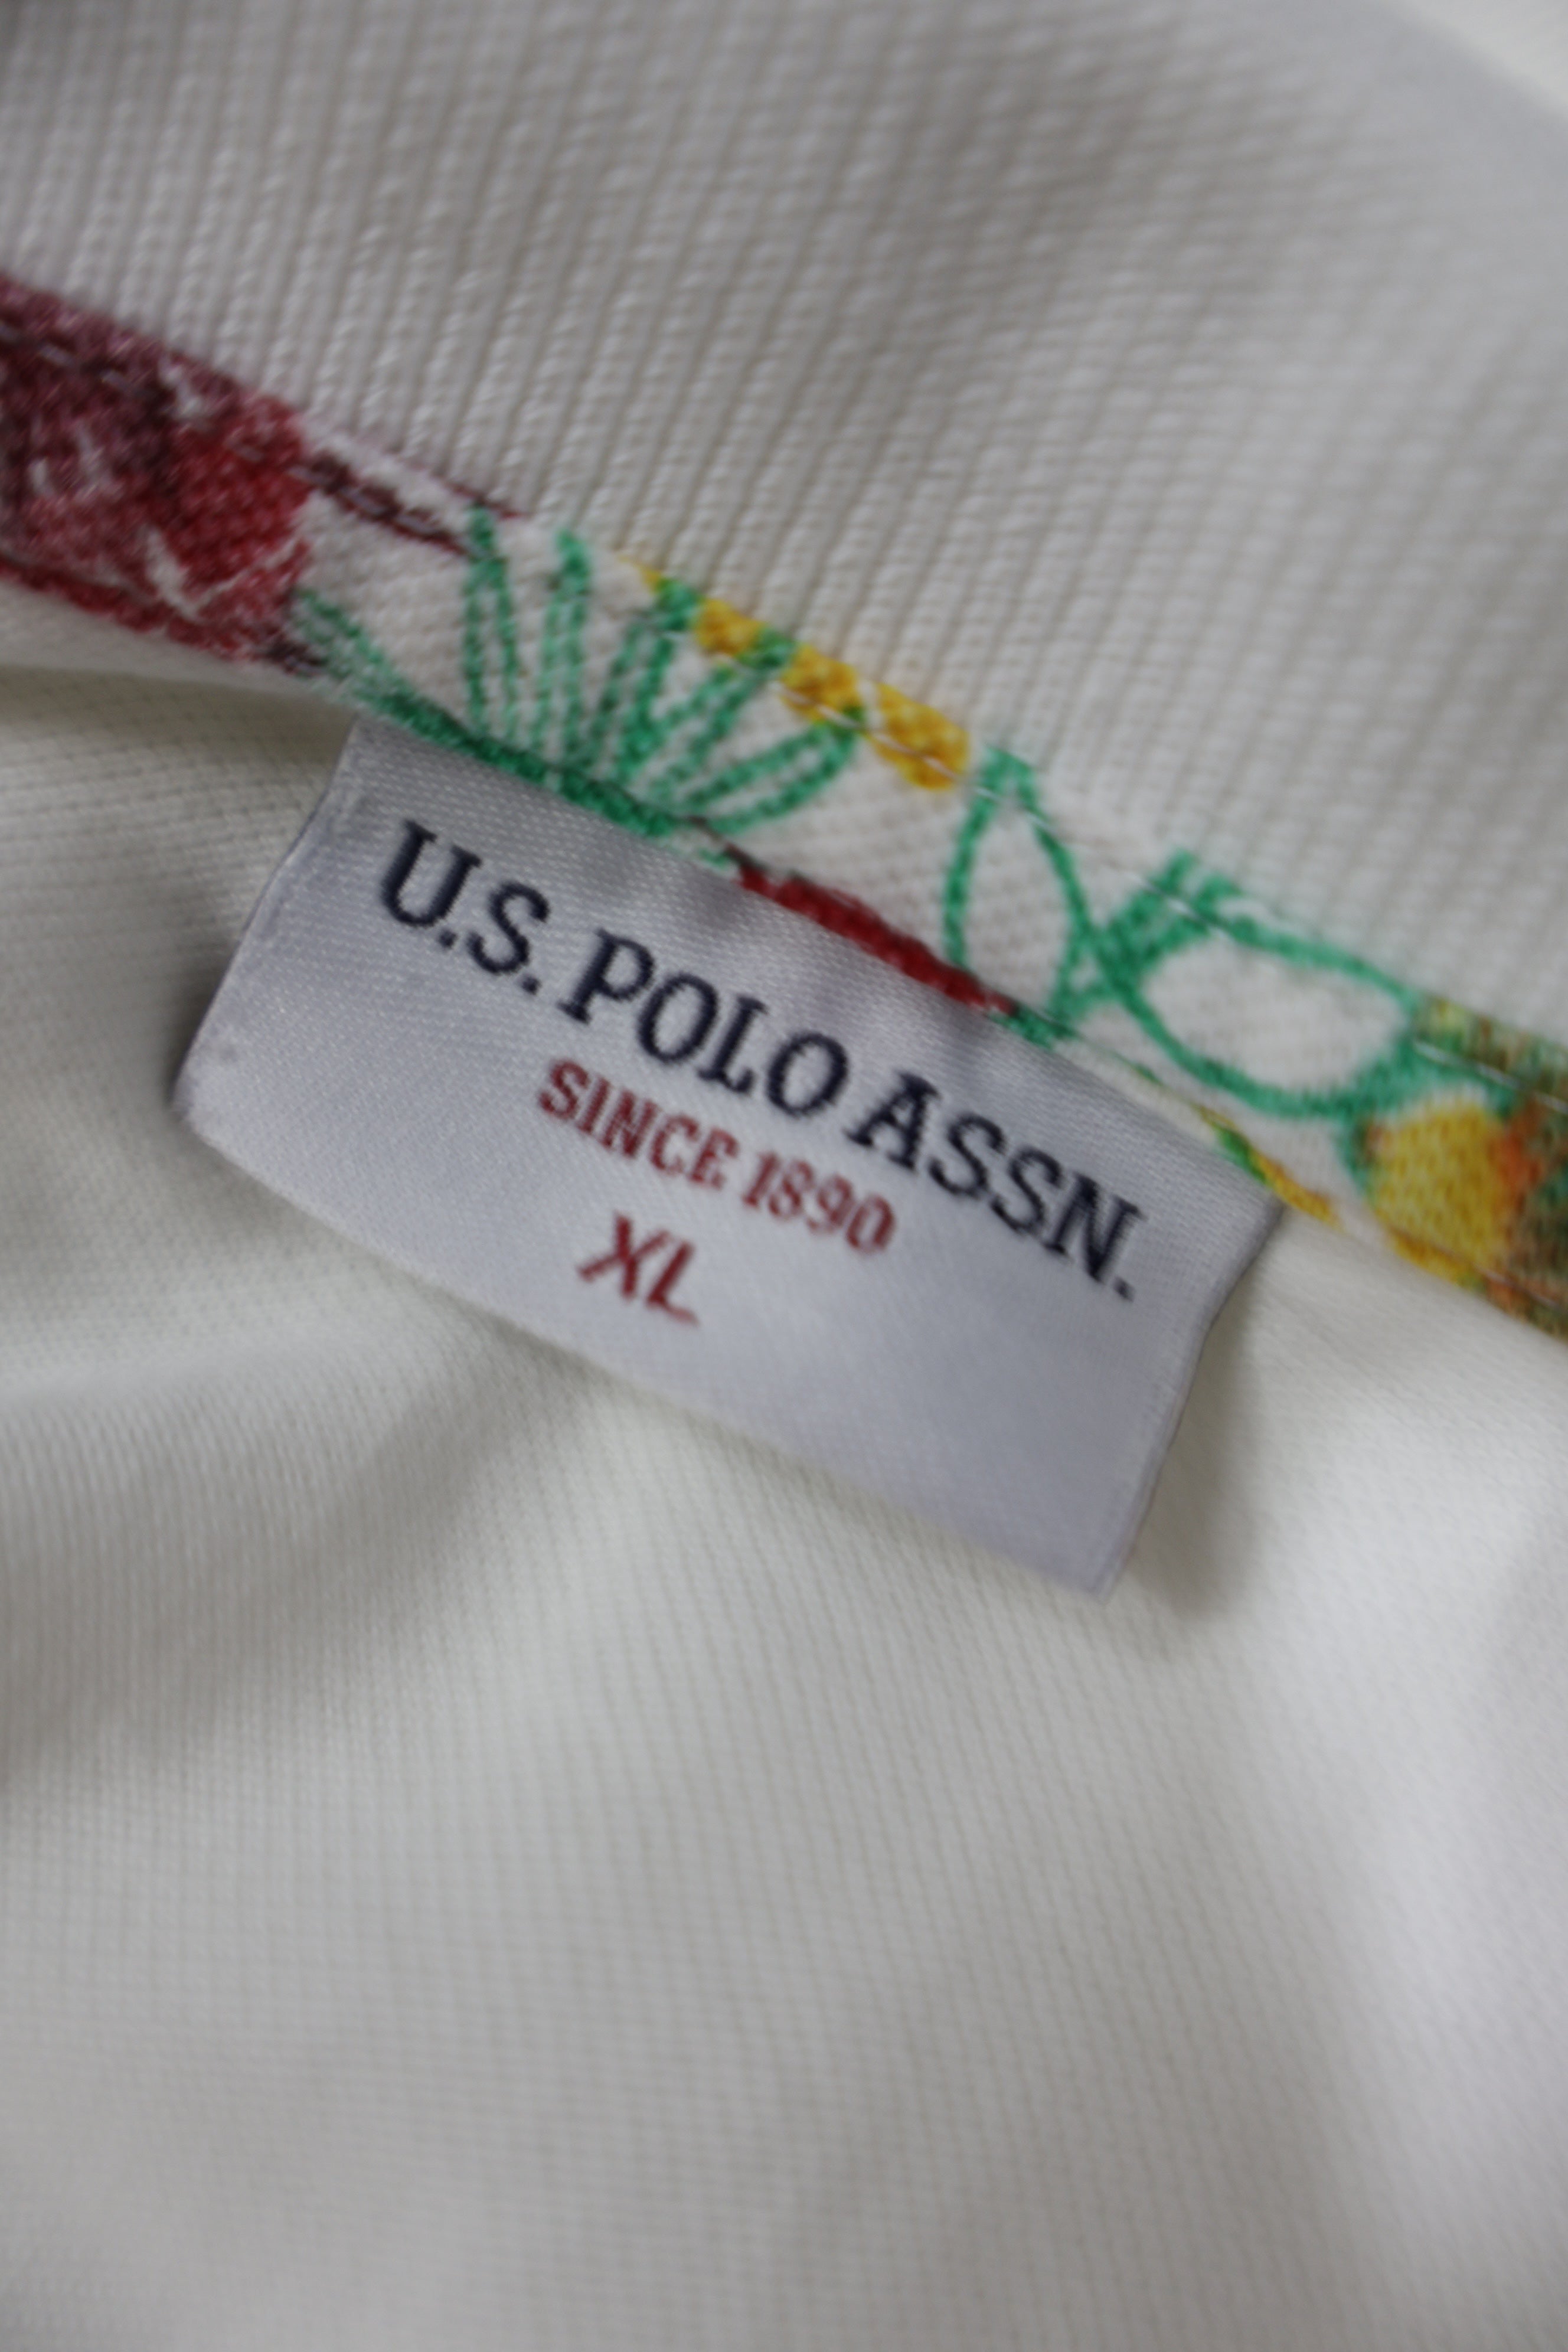 U.S. POLO ASSN.
SINCE 1890
XL